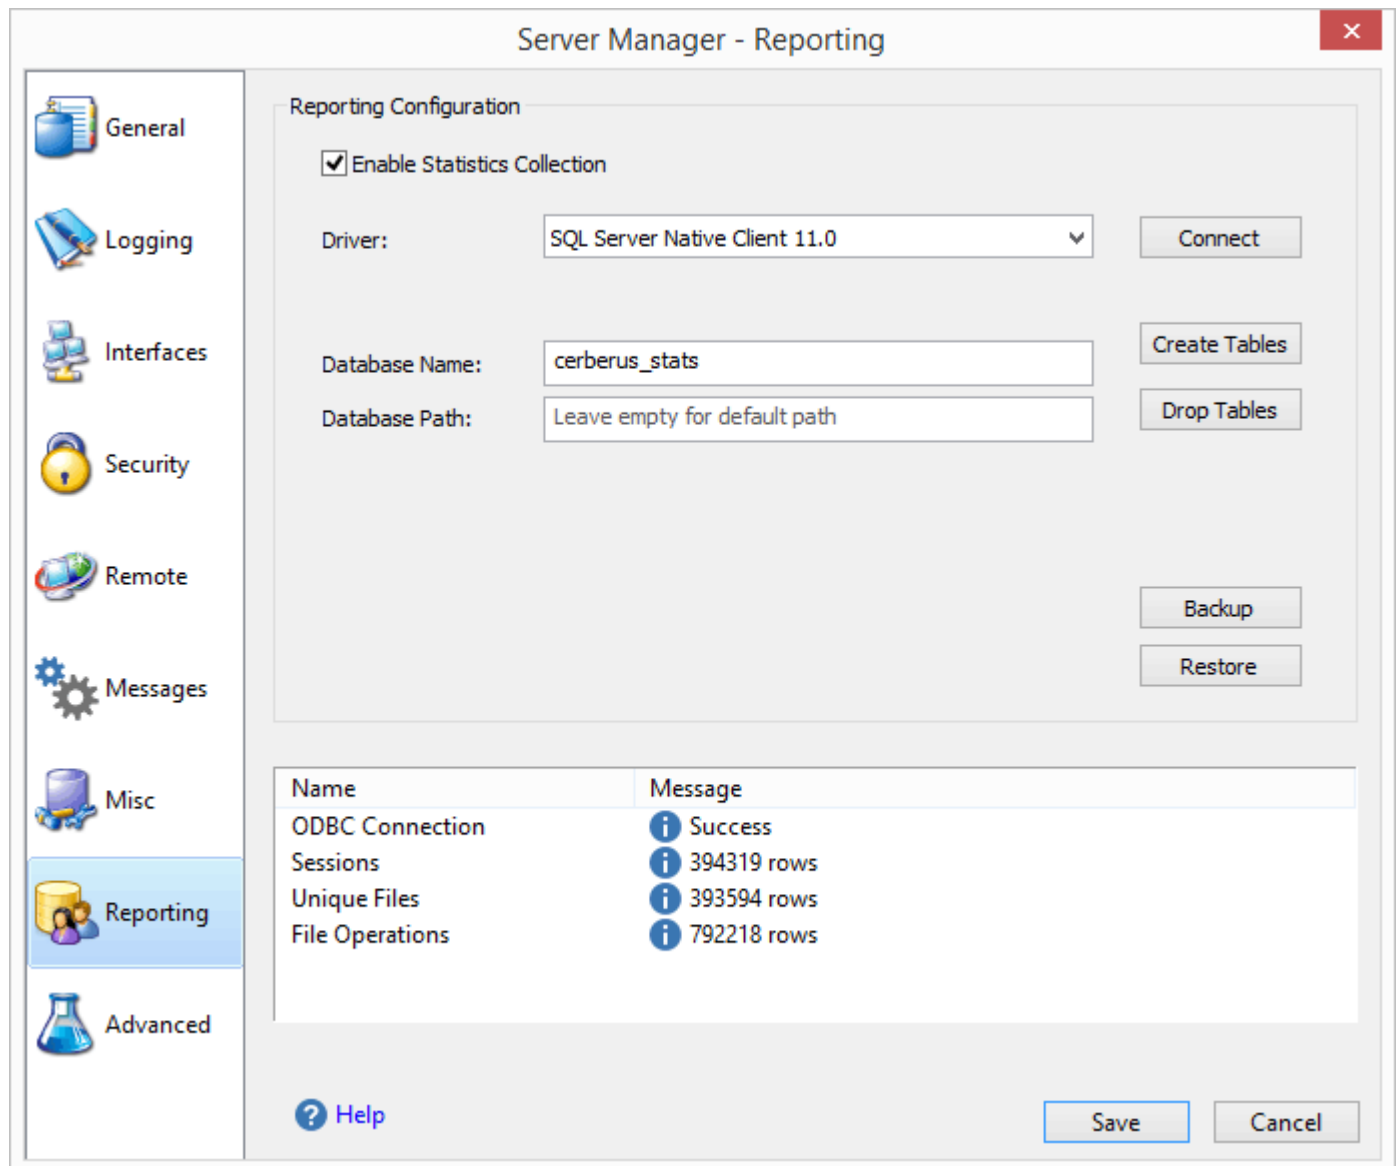 Server Manager - Reporting
General
Logging
Interfaces
Security
Remote
Messages
Misc
Reporting
Advanced
Reporting Configuration
Enable Statistics Collection
Driver: SQL Server Native Client 11.0 Connect
Create Tables
Database Name: cerberus_stats
Database Path: Leave empty for default path Drop Tables
Backup
Restore
Name Message
ODBC Connection Success
Sessions 394319 rows
Unique Files 393594 rows
File Operations 792218 rows
Help
Save Cancel